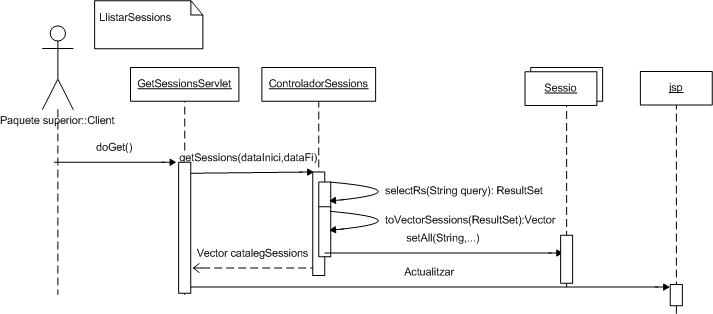 LlistarSessions
GetSessionsServlet
ControladorSessions
Sessio
jsp
Paquete superior::Client
doGet()
getSessions(dataInici,dataFi)
selectRs(String query): ResultSet
toVectorSessions(ResultSet):Vector
setAll(String,...)
Vector catalegSessions
Actualitzar